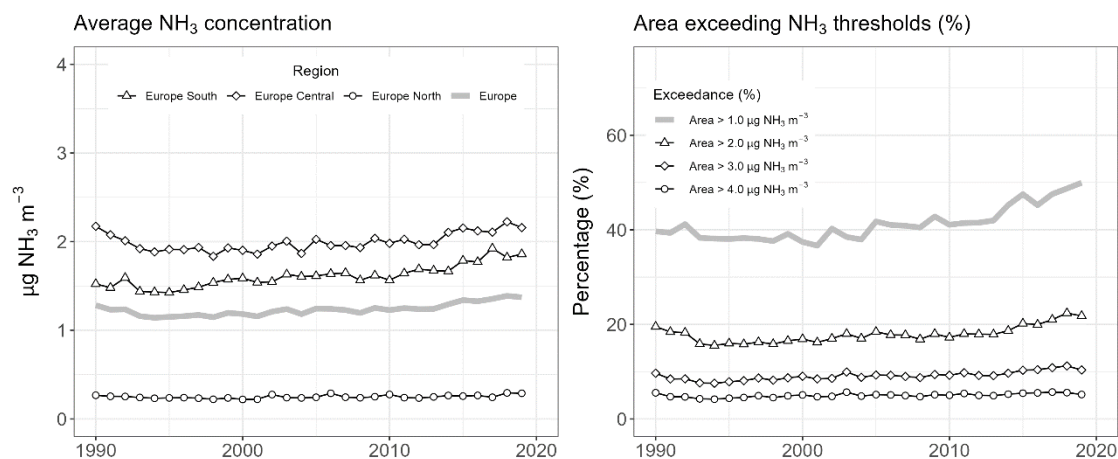 Average NH₃ concentration
µg NH₃ m⁻³
4
3
2
1
0
Region
Europe South
Europe Central
Europe North
Europe
1990
2000
2010
2020
Area exceeding NH₃ thresholds (%)
Percentage (%)
60
40
20
0
Exceedance (%)
Area > 1.0 µg NH₃ m⁻³
Area > 2.0 µg NH₃ m⁻³
Area > 3.0 µg NH₃ m⁻³
Area > 4.0 µg NH₃ m⁻³
1990
2000
2010
2020